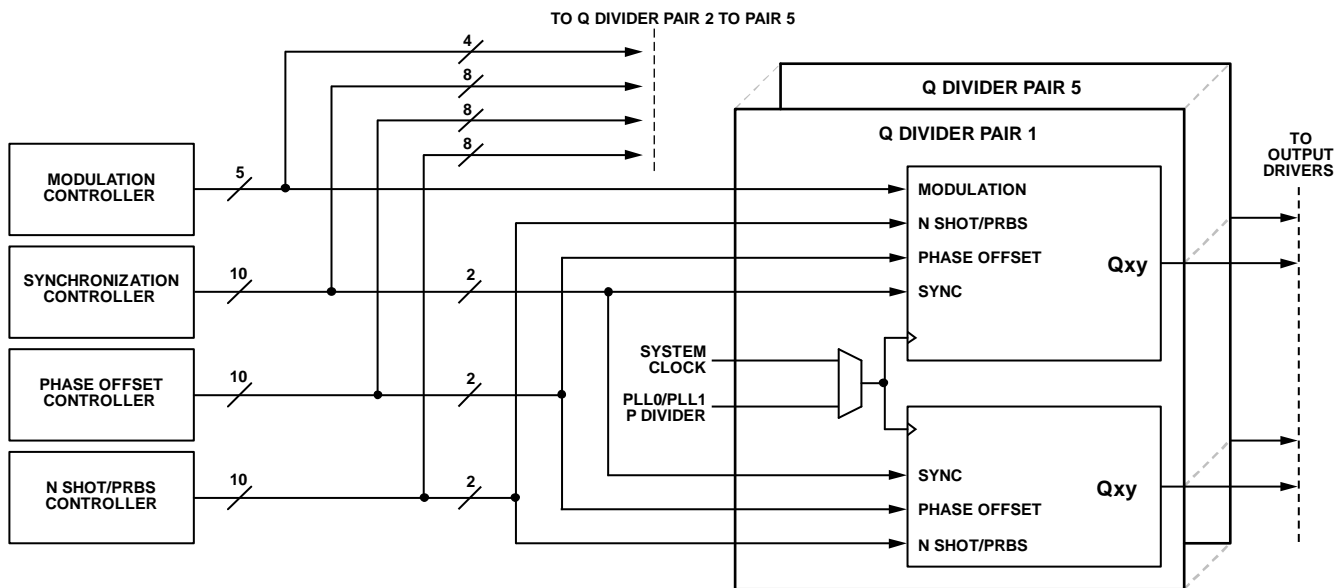 TO Q DIVIDER PAIR 2 TO PAIR 5
4
8
8
8
MODULATION
CONTROLLER
5
SYNCHRONIZATION
CONTROLLER
10
2
PHASE OFFSET
CONTROLLER
10
2
N SHOT/PRBS
CONTROLLER
10
2
Q DIVIDER PAIR 5
Q DIVIDER PAIR 1
MODULATION
N SHOT/PRBS
PHASE OFFSET
SYNC
Qxy
SYSTEM
CLOCK
PLL0/PLL1
P DIVIDER
SYNC
PHASE OFFSET
N SHOT/PRBS
Qxy
TO
OUTPUT
DRIVERS